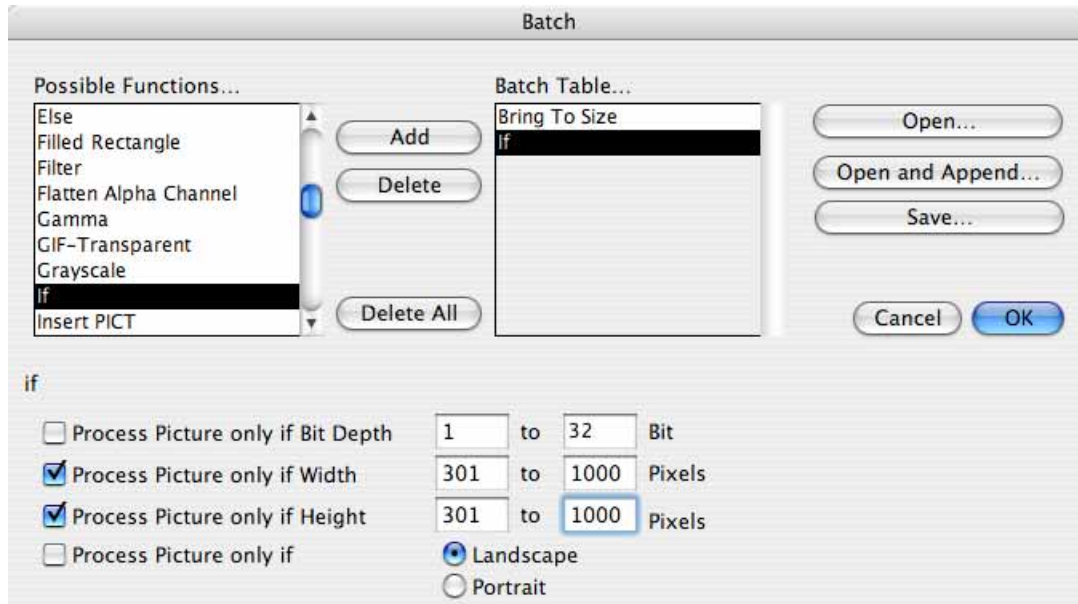 Batch
Possible Functions...
Else
Filled Rectangle
Filter
Flatten Alpha Channel
Gamma
GIF-Transparent
Grayscale
If
Insert PICT
Add
Delete
Delete All
Batch Table...
Bring To Size
If
Open...
Open and Append...
Save...
Cancel
OK
if
Process Picture only if Bit Depth 1 to 32 Bit
Process Picture only if Width 301 to 1000 Pixels
Process Picture only if Height 301 to 1000 Pixels
Process Picture only if Landscape
Portrait